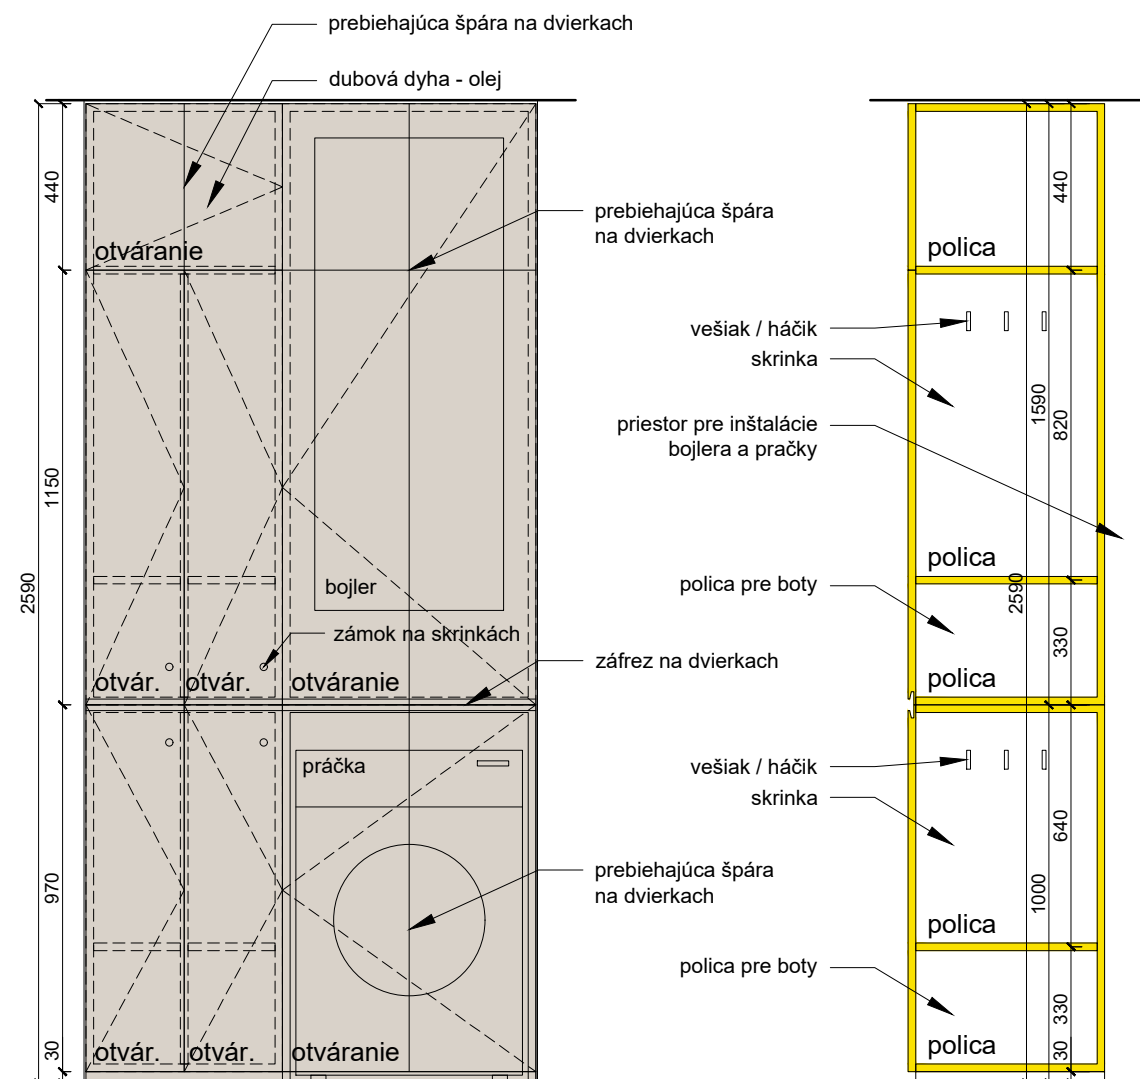 prebiehajúca špára na dvierkach
dubová dyha - olej
440
otváranie
prebiehajúca špára
na dvierkach
1150
2590
bojler
zámok na skrinkách
záfrez na dvierkach
otvár.
otvár.
otváranie
práčka
970
prebiehajúca špára
na dvierkach
30
otvár.
otvár.
otváranie
440
polica
vešiak / háčik
skrinka
1590
820
priestor pre inštalácie
bojlera a pračky
polica
polica pre boty
2590
330
polica
vešiak / háčik
skrinka
640
1000
polica
polica pre boty
330
polica
30